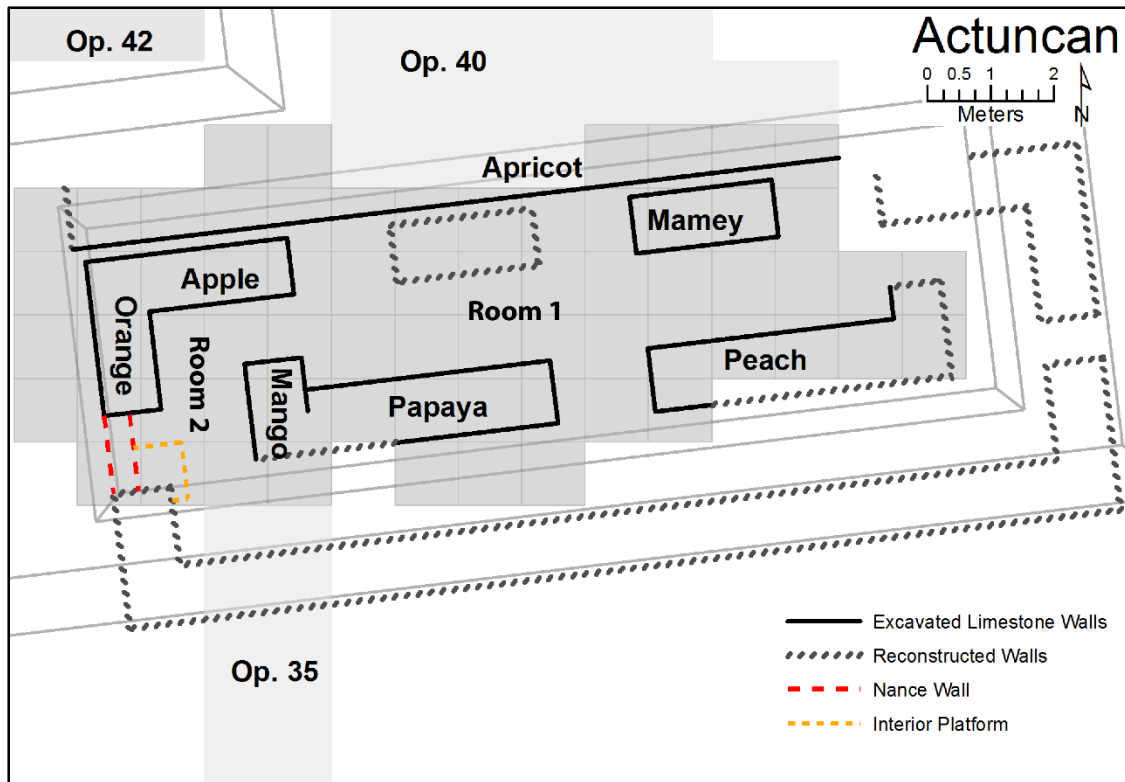 Op. 42
Op. 40
Actuncan
0 0.5 1 2
Meters
N
Apricot
Mamey
Apple
Orange
Room 1
Room 2
Mango
Peach
Papaya
Op. 35
Excavated Limestone Walls
Reconstructed Walls
Nance Wall
Interior Platform